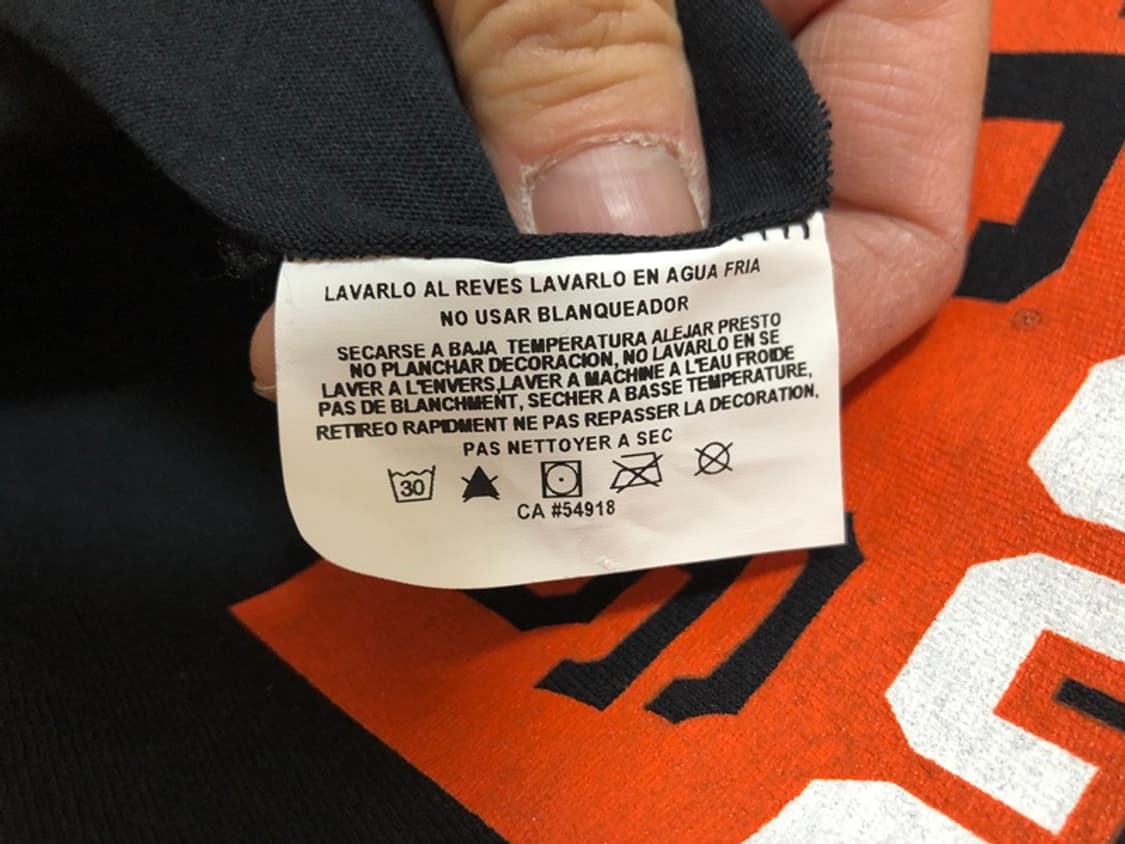 LAVARLO AL REVES LAVARLO EN AGUA FRIA
NO USAR BLANQUEADOR
SECARSE A BAJA TEMPERATURA ALEJAR PRESTO
NO PLANCHAR DECORACION, NO LAVARLO EN SE
LAVER A L'ENVERS,LAVER A MACHINE A L'EAU FROIDE
PAS DE BLANCHMENT, SECHER A BASSE TEMPERATURE,
RETIREO RAPIDMENT NE PAS REPASSER LA DECORATION,
PAS NETTOYER A SEC
30
CA #54918